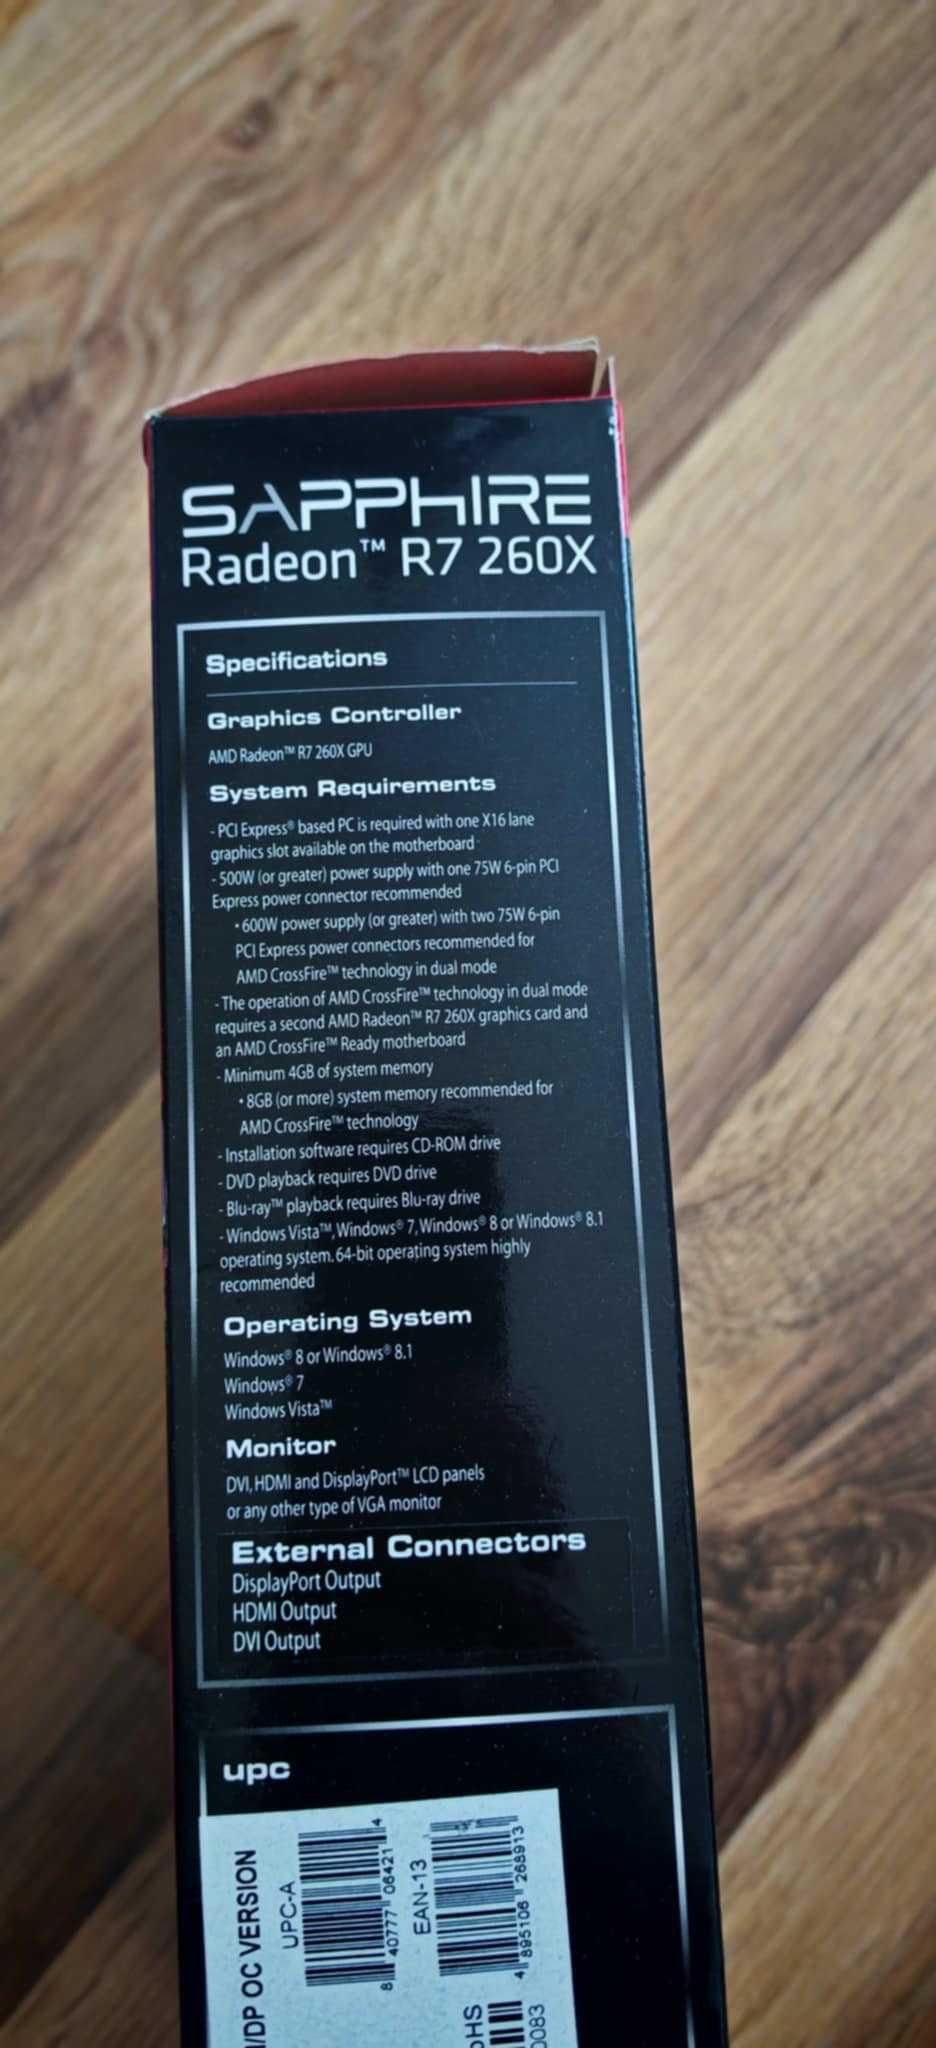 SAPPHIRE
Radeon™ R7 260X
Specifications
Graphics Controller
AMD Radeon™ R7 260X GPU
System Requirements
- PCI Express® based PC is required with one X16 lane
graphics slot available on the motherboard
- 500W (or greater) power supply with one 75W 6-pin PCI
Express power connector recommended
• 600W power supply (or greater) with two 75W 6-pin
PCI Express power connectors recommended for
AMD CrossFire™ technology in dual mode
- The operation of AMD CrossFire™ technology in dual mode
requires a second AMD Radeon™ R7 260X graphics card and
an AMD CrossFire™ Ready motherboard
- Minimum 4GB of system memory
• 8GB (or more) system memory recommended for
AMD CrossFire™ technology
- Installation software requires CD-ROM drive
- DVD playback requires DVD drive
- Blu-ray™ playback requires Blu-ray drive
- Windows Vista™, Windows® 7, Windows® 8 or Windows® 8.1
operating system. 64-bit operating system highly
recommended
Operating System
Windows® 8 or Windows® 8.1
Windows® 7
Windows Vista™
Monitor
DVI, HDMI and DisplayPort™ LCD panels
or any other type of VGA monitor
External Connectors
DisplayPort Output
HDMI Output
DVI Output
upc
/DP OC VERSION
UPC-A
8 40777 06421 4
EAN-13
4 895106 268913
HS
0083